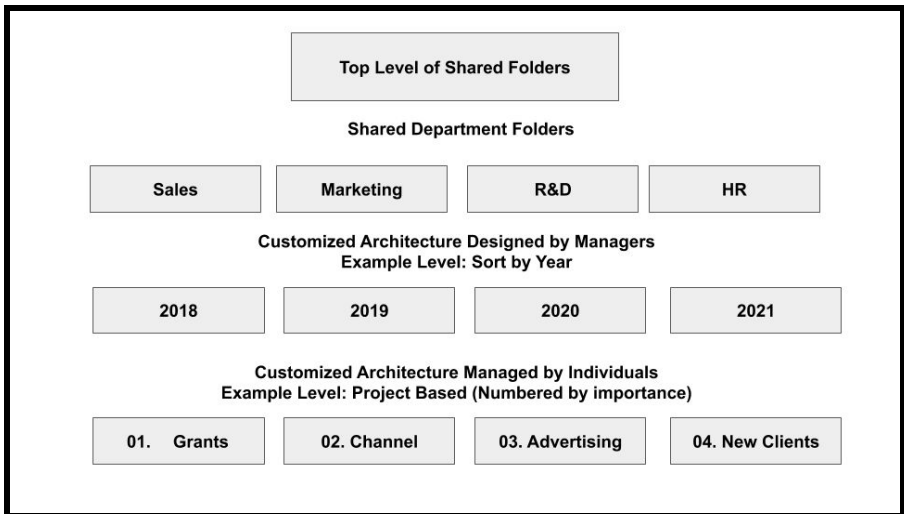 Top Level of Shared Folders
Shared Department Folders
Sales
Marketing
R&D
HR
Customized Architecture Designed by Managers
Example Level: Sort by Year
2018
2019
2020
2021
Customized Architecture Managed by Individuals
Example Level: Project Based (Numbered by importance)
01. Grants
02. Channel
03. Advertising
04. New Clients